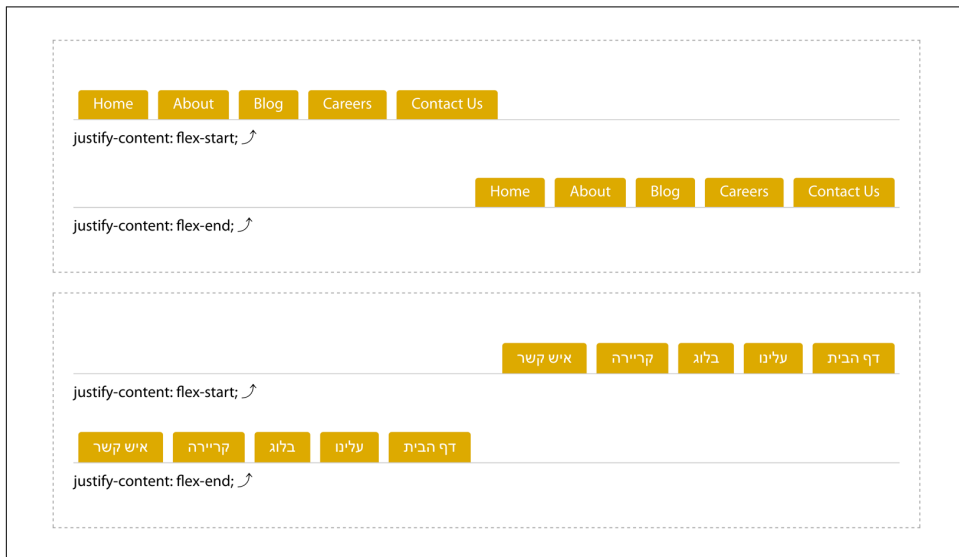 Home About Blog Careers Contact Us
justify-content: flex-start;
Home About Blog Careers Contact Us
justify-content: flex-end;
דף הבית עלינו בלוג קריירה איש קשר
justify-content: flex-start;
דף הבית עלינו בלוג קריירה איש קשר
justify-content: flex-end;